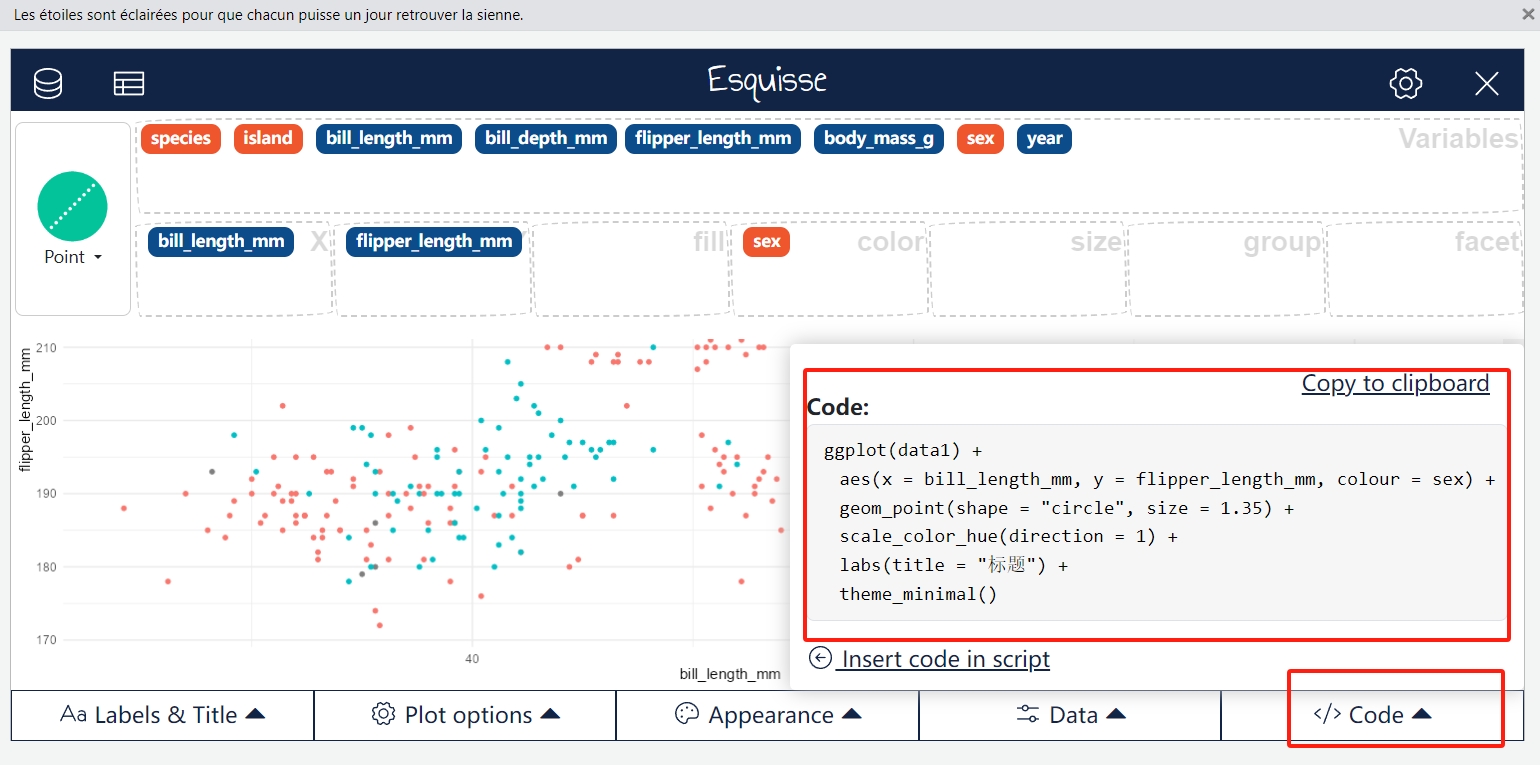 Les étoiles sont éclairées pour que chacun puisse un jour retrouver la sienne.
Esquisse
species island bill_length_mm bill_depth_mm flipper_length_mm body_mass_g sex year Variables
Point
bill_length_mm X flipper_length_mm fill sex color size group facet
flipper_length_mm
210
200
190
180
170
40
bill_length_mm
Copy to clipboard
Code:
ggplot(data1) +
aes(x = bill_length_mm, y = flipper_length_mm, colour = sex) +
geom_point(shape = "circle", size = 1.35) +
scale_color_hue(direction = 1) +
labs(title = "标题") +
theme_minimal()
Insert code in script
Aa Labels & Title Plot options Appearance Data </> Code